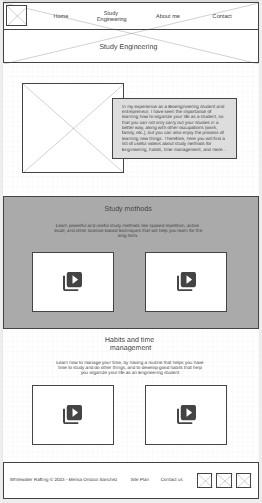 Home
Study
Engineering
About me
Contact
Study Engineering
In my experience as a Bioengineering student and
entrepreneur, I have seen the importance of
learning how to organize your life as a student, so
that you can not only carry out your studies in a
better way, along with other occupations (work,
family, etc.), but you can also enjoy the process of
learning. Therefore, here you will find a
lot of useful videos about study methods for
engineering, habits, time management, and more...
Study methods
Learn powerful and useful study methods like spaced repetition, active
recall, and other science based techniques that will help you learn for the
long term.
Habits and time
management
Learn how to manage your time, by having a routine that helps you have
time to study and do other things, and to develop good habits that help
you organize your life as an engineering student
Whitewater Rafting © 2023 - Melisa Orozco Sanchez
Site Plan
Contact us